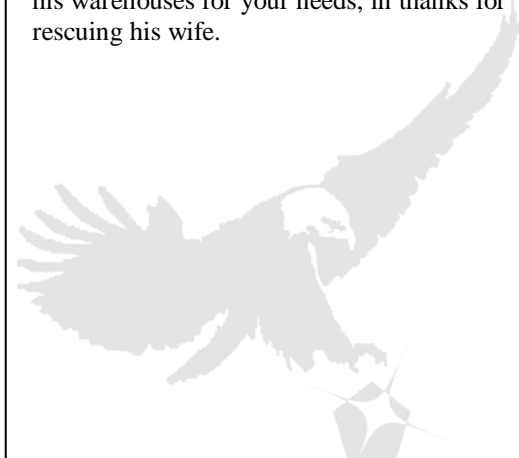 his warehouses for your needs, in thanks for
rescuing his wife.